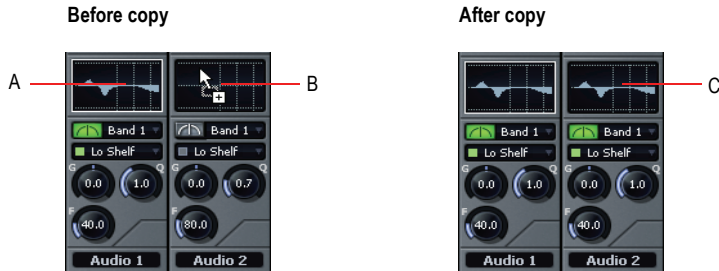 Before copy
After copy
A
B
C
Band 1
Band 1
Band 1
Band 1
Lo Shelf
Lo Shelf
Lo Shelf
Lo Shelf
G Q G Q
G Q G Q
0.0 1.0 0.0 0.7
0.0 1.0 0.0 1.0
F F
F F
40.0 80.0
40.0 40.0
Audio 1 Audio 2
Audio 1 Audio 2